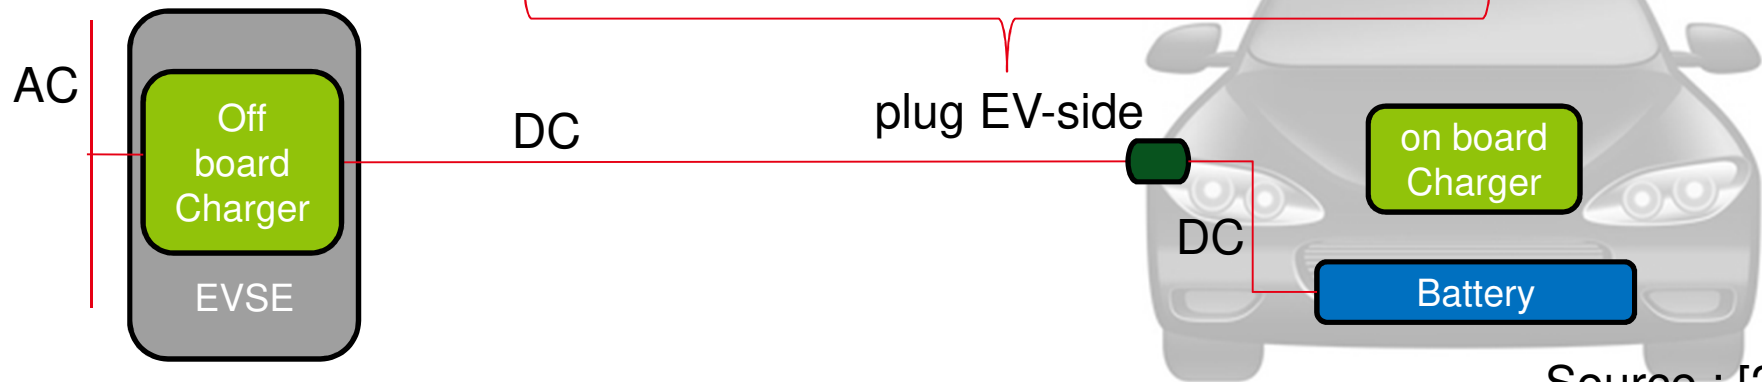 AC
Off
board
Charger
EVSE
DC
plug EV-side
DC
on board
Charger
Battery